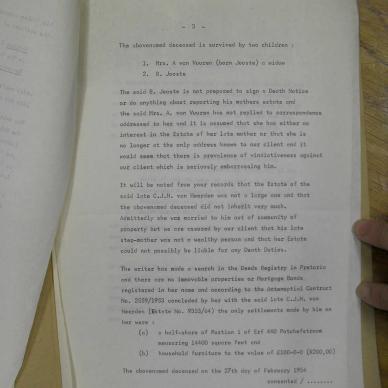 - 3 -
The abovenamed deceased is survived by two children :
1. Mrs. A van Vuuren (born Jooste) a widow
2. B. Jooste
The said B. Jooste is not prepared to sign a Death Notice
or do anything about reporting his mothers estate and
the said Mrs. A. van Vuuren has not replied to correspondence
addressed to her and it is assumed that she has either no
interest in the Estate of her late mother or that she is
no longer at the only address known to our client and it
would seem that there is prevalence of vindictiveness against
our client which is seriously embarrassing him.
It will be noted from your records that the Estate of the
said late C.J.H. van Heerden was not a large one and that
the abovenamed deceased did not inherit very much.
Admittedly she was married to him out of community of
property but we are assured by our client that his late
step-mother was not a wealthy person and that her Estate
could not possibly be liable for any Death Duties.
The writer has made a search in the Deeds Registry in Pretoria
and there are no immovable properties or Mortgage Bonds
registered in her name and according to the Antenuptial Contract
No. 2059/1953 concluded by her with the said late C.J.H. van
Heerden (Estate No. 9333/64) the only settlements made by him on
her were :
(a) a half-share of Portion 1 of Erf 440 Potchefstroom
measuring 14400 square feet and
(b) household furniture to the value of £100-0-0 (R200,00)
The abovenamed deceased on the 27th day of February 1954
consented / ........